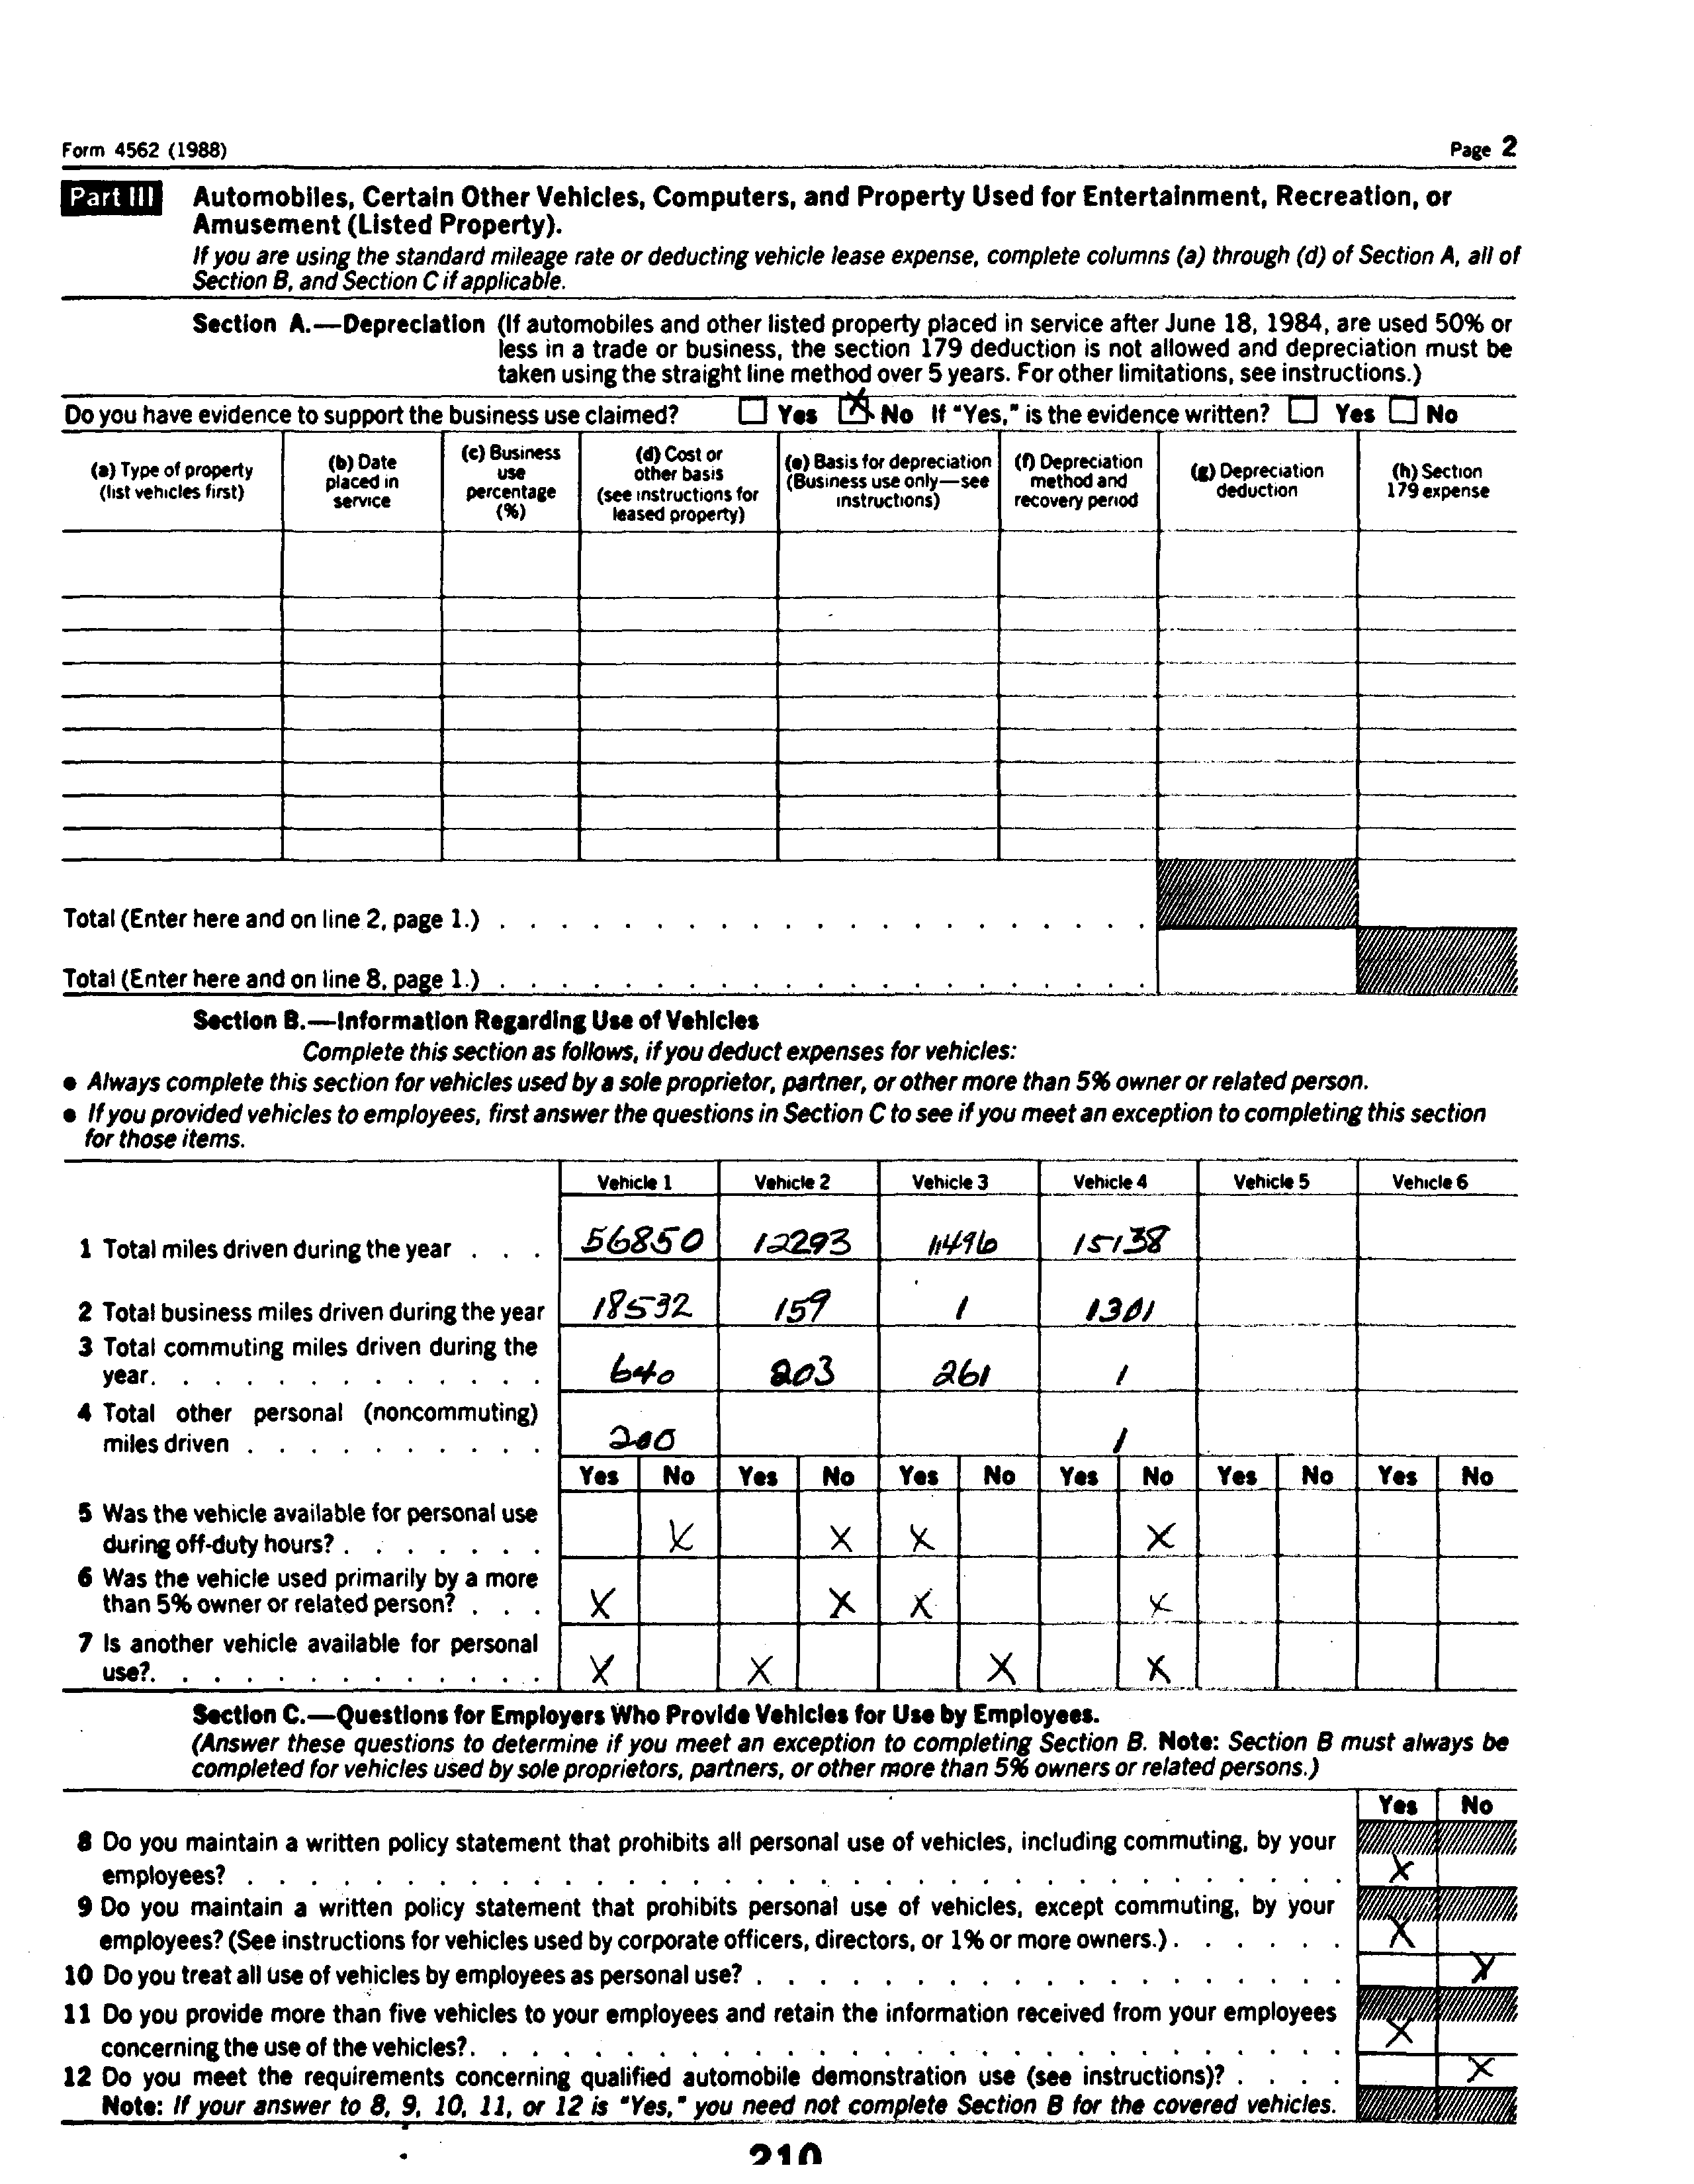 Form 4562 (1988)
Page 2
Part III
Automobiles, Certain Other Vehicles, Computers, and Property Used for Entertainment, Recreation, or
Amusement (Listed Property).
If you are using the standard mileage rate or deducting vehicle lease expense, complete columns (a) through (d) of Section A, all of
Section B, and Section C if applicable.
Section A.—Depreciation (If automobiles and other listed property placed in service after June 18, 1984, are used 50% or
less in a trade or business, the section 179 deduction is not allowed and depreciation must be
taken using the straight line method over 5 years. For other limitations, see instructions.)
Do you have evidence to support the business use claimed? Yes X No If "Yes," is the evidence written? Yes No
(a) Type of property
(list vehicles first)
(b) Date
placed in
service
(c) Business
use
percentage
(%)
(d) Cost or
other basis
(see instructions for
leased property)
(e) Basis for depreciation
(Business use only—see
instructions)
(f) Depreciation
method and
recovery period
(g) Depreciation
deduction
(h) Section
179 expense
Total (Enter here and on line 2, page 1.)
Total (Enter here and on line 8, page 1.)
Section B.—Information Regarding Use of Vehicles
Complete this section as follows, if you deduct expenses for vehicles:
● Always complete this section for vehicles used by a sole proprietor, partner, or other more than 5% owner or related person.
● If you provided vehicles to employees, first answer the questions in Section C to see if you meet an exception to completing this section
for those items.
Vehicle 1 Vehicle 2 Vehicle 3 Vehicle 4 Vehicle 5 Vehicle 6
1 Total miles driven during the year . . . 56850 12293 11496 15138
2 Total business miles driven during the year 18532 159 1 1301
3 Total commuting miles driven during the
year. . . . . . . . . . . . . 640 203 261 1
4 Total other personal (noncommuting)
miles driven . . . . . . . . . . 200 1
Yes No Yes No Yes No Yes No Yes No Yes No
5 Was the vehicle available for personal use
during off-duty hours? . . . . . . . X X X X
6 Was the vehicle used primarily by a more
than 5% owner or related person? . . . X X X X
7 Is another vehicle available for personal
use?. . . . . . . . . . . . . X X X X
Section C.—Questions for Employers Who Provide Vehicles for Use by Employees.
(Answer these questions to determine if you meet an exception to completing Section B. Note: Section B must always be
completed for vehicles used by sole proprietors, partners, or other more than 5% owners or related persons.)
Yes No
8 Do you maintain a written policy statement that prohibits all personal use of vehicles, including commuting, by your
employees? X
9 Do you maintain a written policy statement that prohibits personal use of vehicles, except commuting, by your
employees? (See instructions for vehicles used by corporate officers, directors, or 1% or more owners.) . . . . . . X
10 Do you treat all use of vehicles by employees as personal use? X
11 Do you provide more than five vehicles to your employees and retain the information received from your employees
concerning the use of the vehicles?. X
12 Do you meet the requirements concerning qualified automobile demonstration use (see instructions)? . . . . X
Note: If your answer to 8, 9, 10, 11, or 12 is "Yes," you need not complete Section B for the covered vehicles.
210